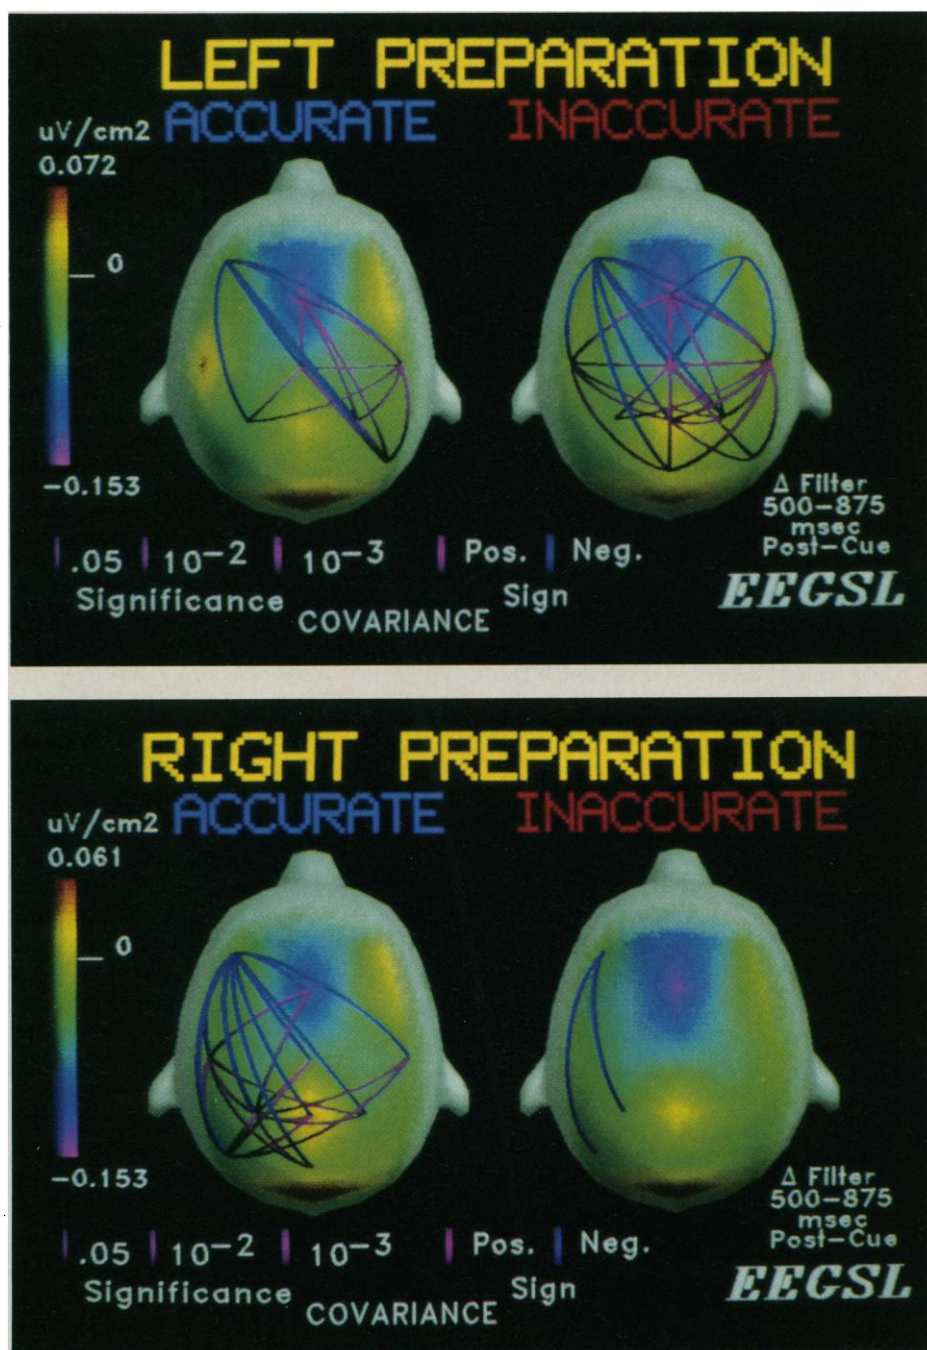 LEFT PREPARATION
ACCURATE INACCURATE
uV/cm2
0.072
0
-0.153
Δ Filter
500-875
msec
Post-Cue
.05 10-2 10-3 Pos. Neg.
Significance Sign
COVARIANCE
EEGSL
RIGHT PREPARATION
ACCURATE INACCURATE
uV/cm2
0.061
0
-0.153
Δ Filter
500-875
msec
Post-Cue
.05 10-2 10-3 Pos. Neg.
Significance Sign
COVARIANCE
EEGSL